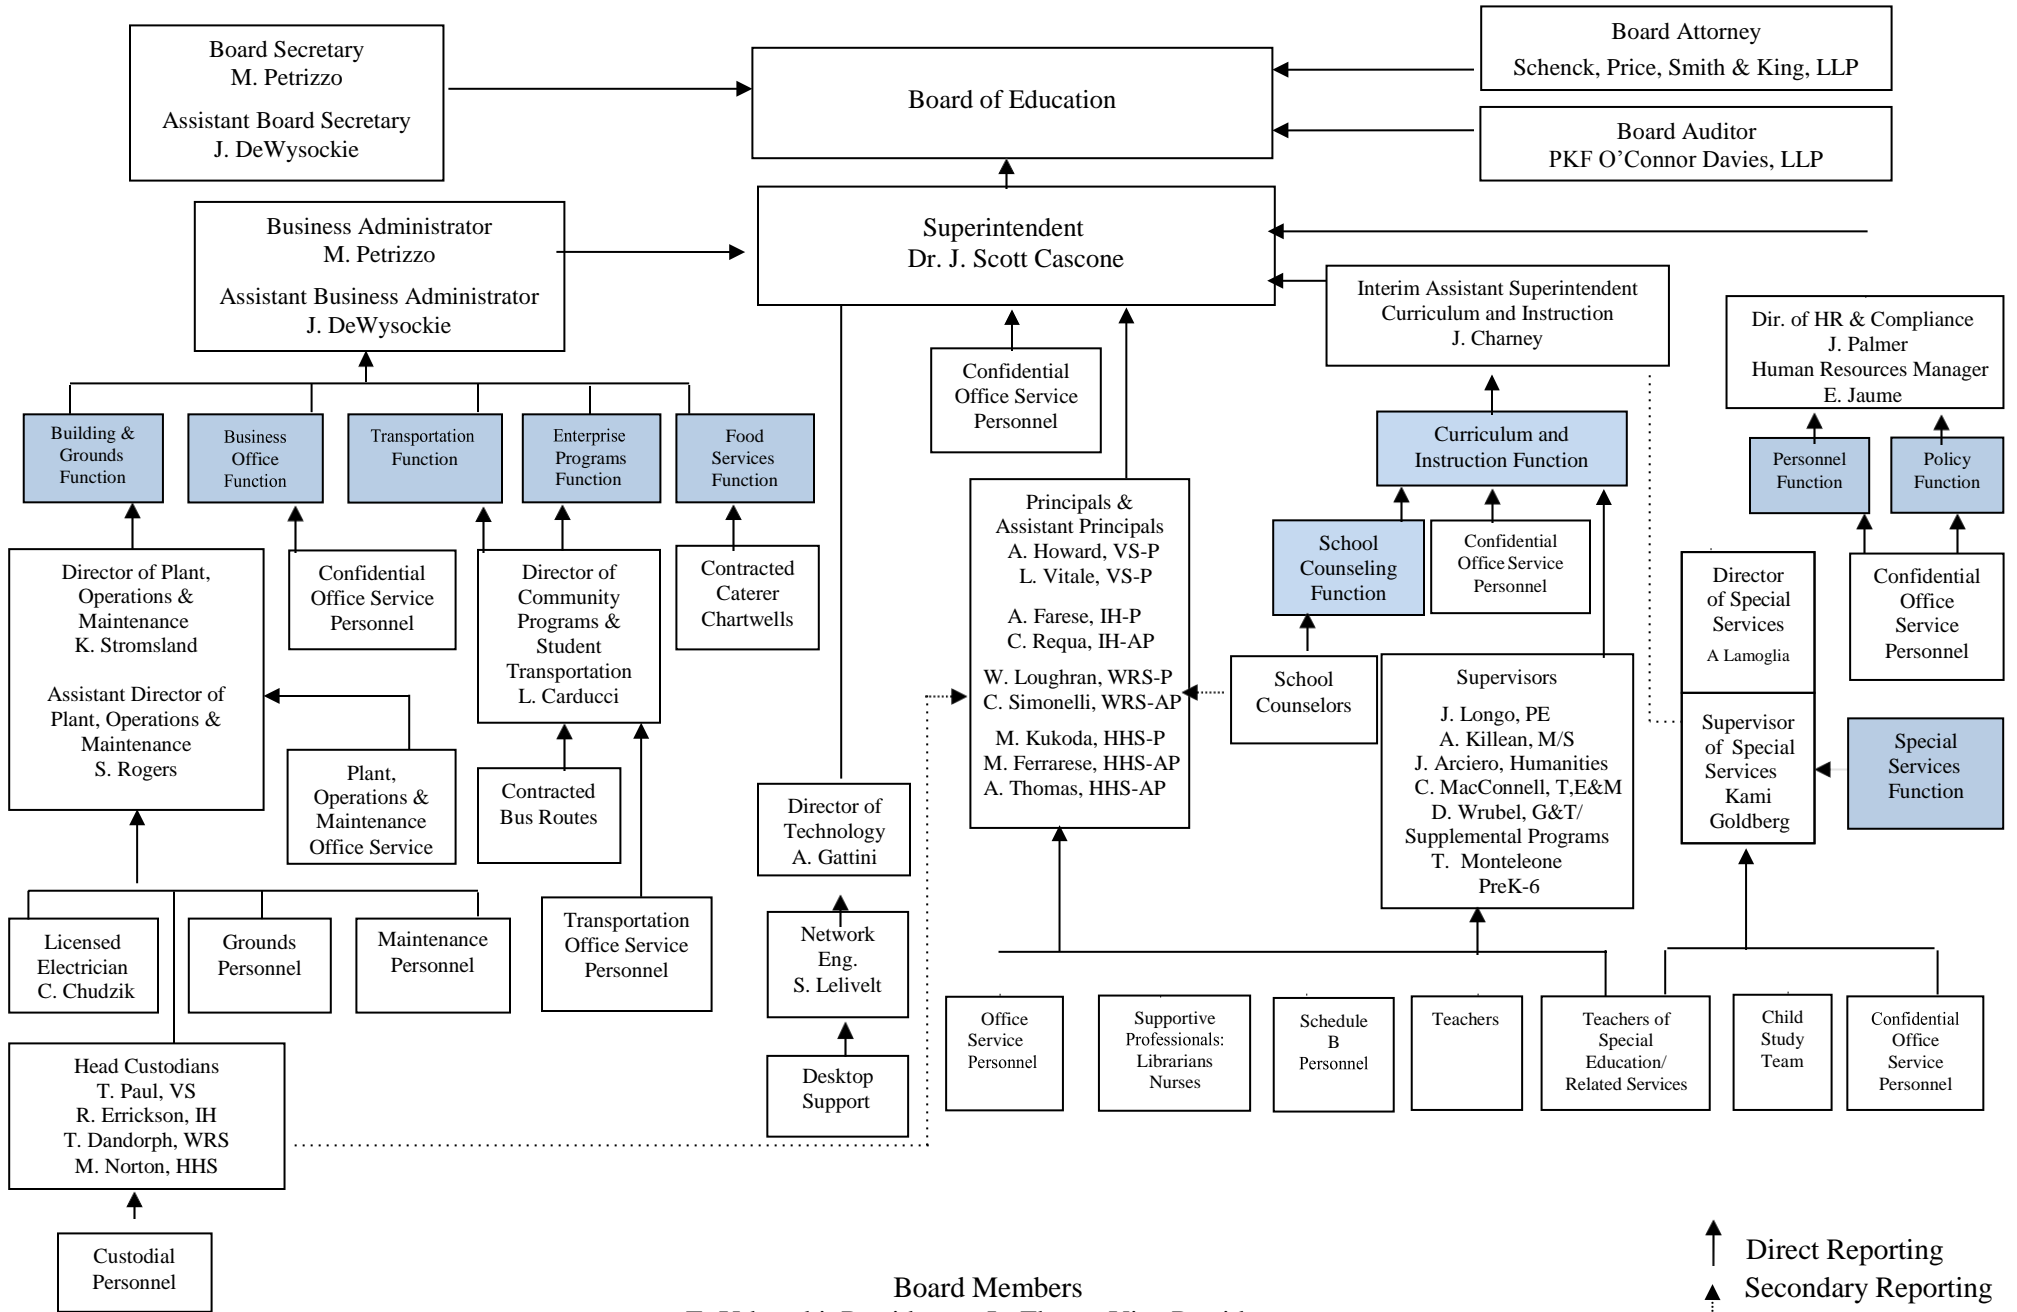 Board Secretary
M. Petrizzo
Assistant Board Secretary
J. DeWysockie
Board of Education
Board Attorney
Schenck, Price, Smith & King, LLP
Board Auditor
PKF O’Connor Davies, LLP
Business Administrator
M. Petrizzo
Assistant Business Administrator
J. DeWysockie
Superintendent
Dr. J. Scott Cascone
Interim Assistant Superintendent
Curriculum and Instruction
J. Charney
Dir. of HR & Compliance
J. Palmer
Human Resources Manager
E. Jaume
Confidential
Office Service
Personnel
Building &
Grounds
Function
Business
Office
Function
Transportation
Function
Enterprise
Programs
Function
Food
Services
Function
Curriculum and
Instruction Function
Personnel
Function
Policy
Function
Director of Plant,
Operations &
Maintenance
K. Stromsland
Assistant Director of
Plant, Operations &
Maintenance
S. Rogers
Confidential
Office Service
Personnel
Director of
Community
Programs &
Student
Transportation
L. Carducci
Contracted
Caterer
Chartwells
Principals &
Assistant Principals
A. Howard, VS-P
L. Vitale, VS-P
A. Farese, IH-P
C. Requa, IH-AP
W. Loughran, WRS-P
C. Simonelli, WRS-AP
M. Kukoda, HHS-P
M. Ferrarese, HHS-AP
A. Thomas, HHS-AP
School
Counseling
Function
Confidential
Office Service
Personnel
Director
of Special
Services
A Lamoglia
Confidential
Office
Service
Personnel
School
Counselors
Supervisors
J. Longo, PE
A. Killean, M/S
J. Arciero, Humanities
C. MacConnell, T,E&M
D. Wrubel, G&T/
Supplemental Programs
T. Monteleone
PreK-6
Supervisor
of Special
Services
Kami
Goldberg
Special
Services
Function
Plant,
Operations &
Maintenance
Office Service
Contracted
Bus Routes
Director of
Technology
A. Gattini
Licensed
Electrician
C. Chudzik
Grounds
Personnel
Maintenance
Personnel
Transportation
Office Service
Personnel
Network
Eng.
S. Lelivelt
Office
Service
Personnel
Supportive
Professionals:
Librarians
Nurses
Schedule
B
Personnel
Teachers
Teachers of
Special
Education/
Related Services
Child
Study
Team
Confidential
Office
Service
Personnel
Head Custodians
T. Paul, VS
R. Errickson, IH
T. Dandorph, WRS
M. Norton, HHS
Desktop
Support
Custodial
Personnel
Direct Reporting
Secondary Reporting
Board Members